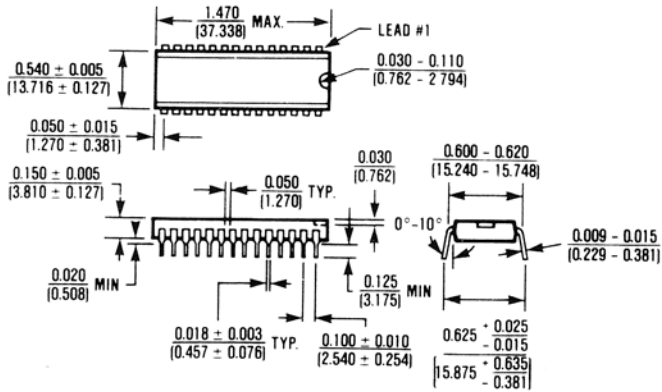 1.470 MAX.
(37.338)
LEAD #1
0.540 ± 0.005
(13.716 ± 0.127)
0.030 - 0.110
(0.762 - 2 794)
0.050 ± 0.015
(1.270 ± 0.381)
0.150 ± 0.005
(3.810 ± 0.127)
0.050 TYP.
(1.270)
0.030
(0.762)
0.600 - 0.620
(15.240 - 15.748)
0°-10°
0.009 - 0.015
(0.229 - 0.381)
0.020 MIN
(0.508)
0.125 MIN
(3.175)
0.018 ± 0.003 TYP.
(0.457 ± 0.076)
0.100 ± 0.010
(2.540 ± 0.254)
0.625 + 0.025
- 0.015
15.875 + 0.635
- 0.381